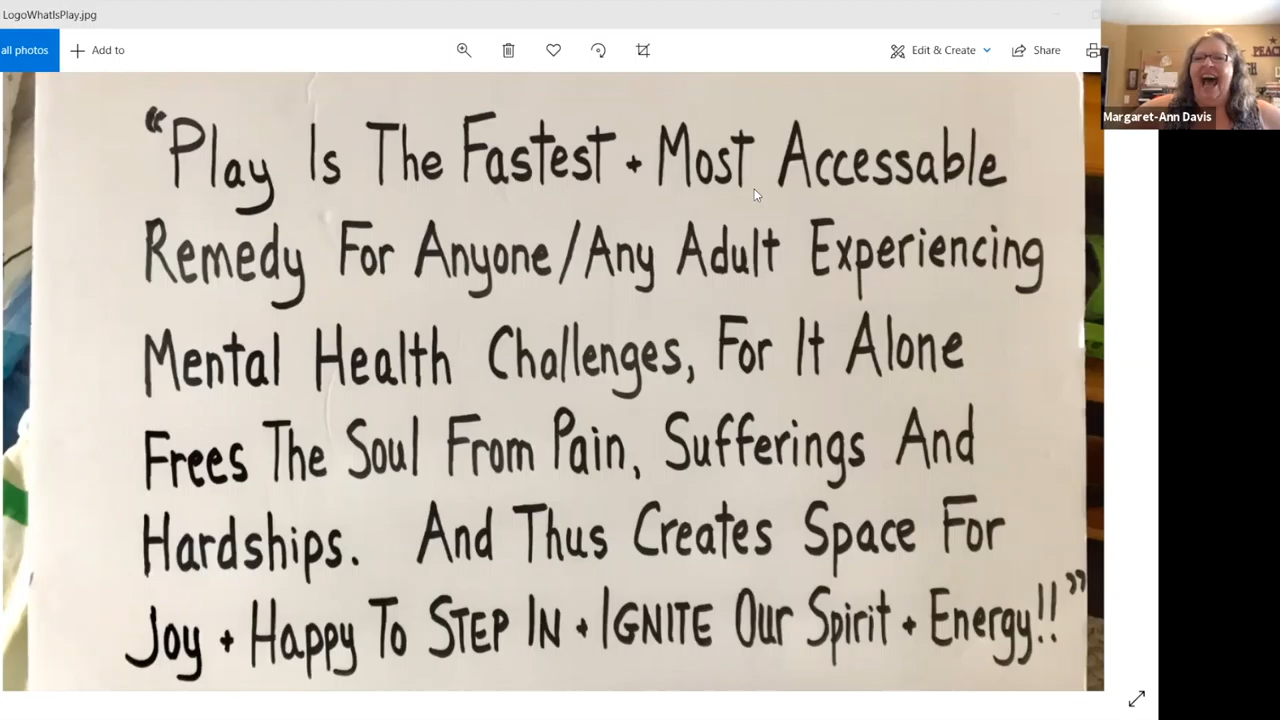 LogoWhatIsPlay.jpg
all photos
Add to
Edit & Create
Share
PEAC
Margaret-Ann Davis
“Play Is The Fastest + Most Accessable
Remedy For Anyone/Any Adult Experiencing
Mental Health Challenges, For It Alone
Frees The Soul From Pain, Sufferings And
Hardships. And Thus Creates Space For
Joy + Happy To STEP IN + IGNITE Our Spirit + Energy!!”